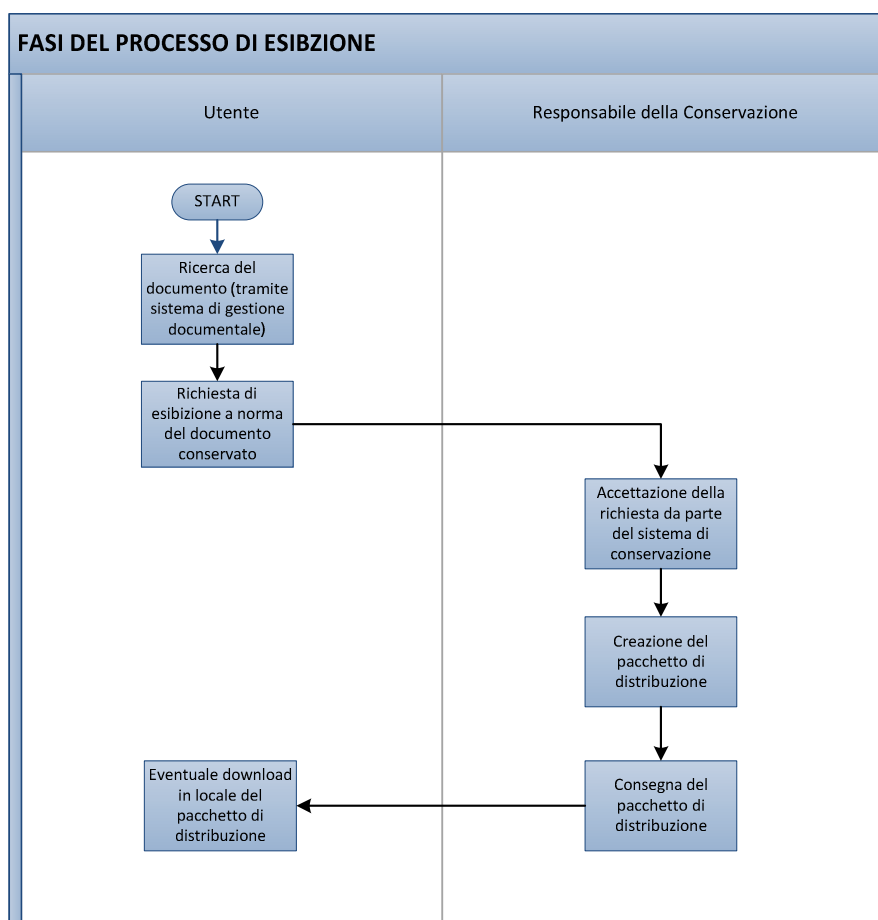 FASI DEL PROCESSO DI ESIBZIONE
Utente
Responsabile della Conservazione
START
Ricerca del
documento (tramite
sistema di gestione
documentale)
Richiesta di
esibizione a norma
del documento
conservato
Accettazione della
richiesta da parte
del sistema di
conservazione
Creazione del
pacchetto di
distribuzione
Consegna del
pacchetto di
distribuzione
Eventuale download
in locale del
pacchetto di
distribuzione